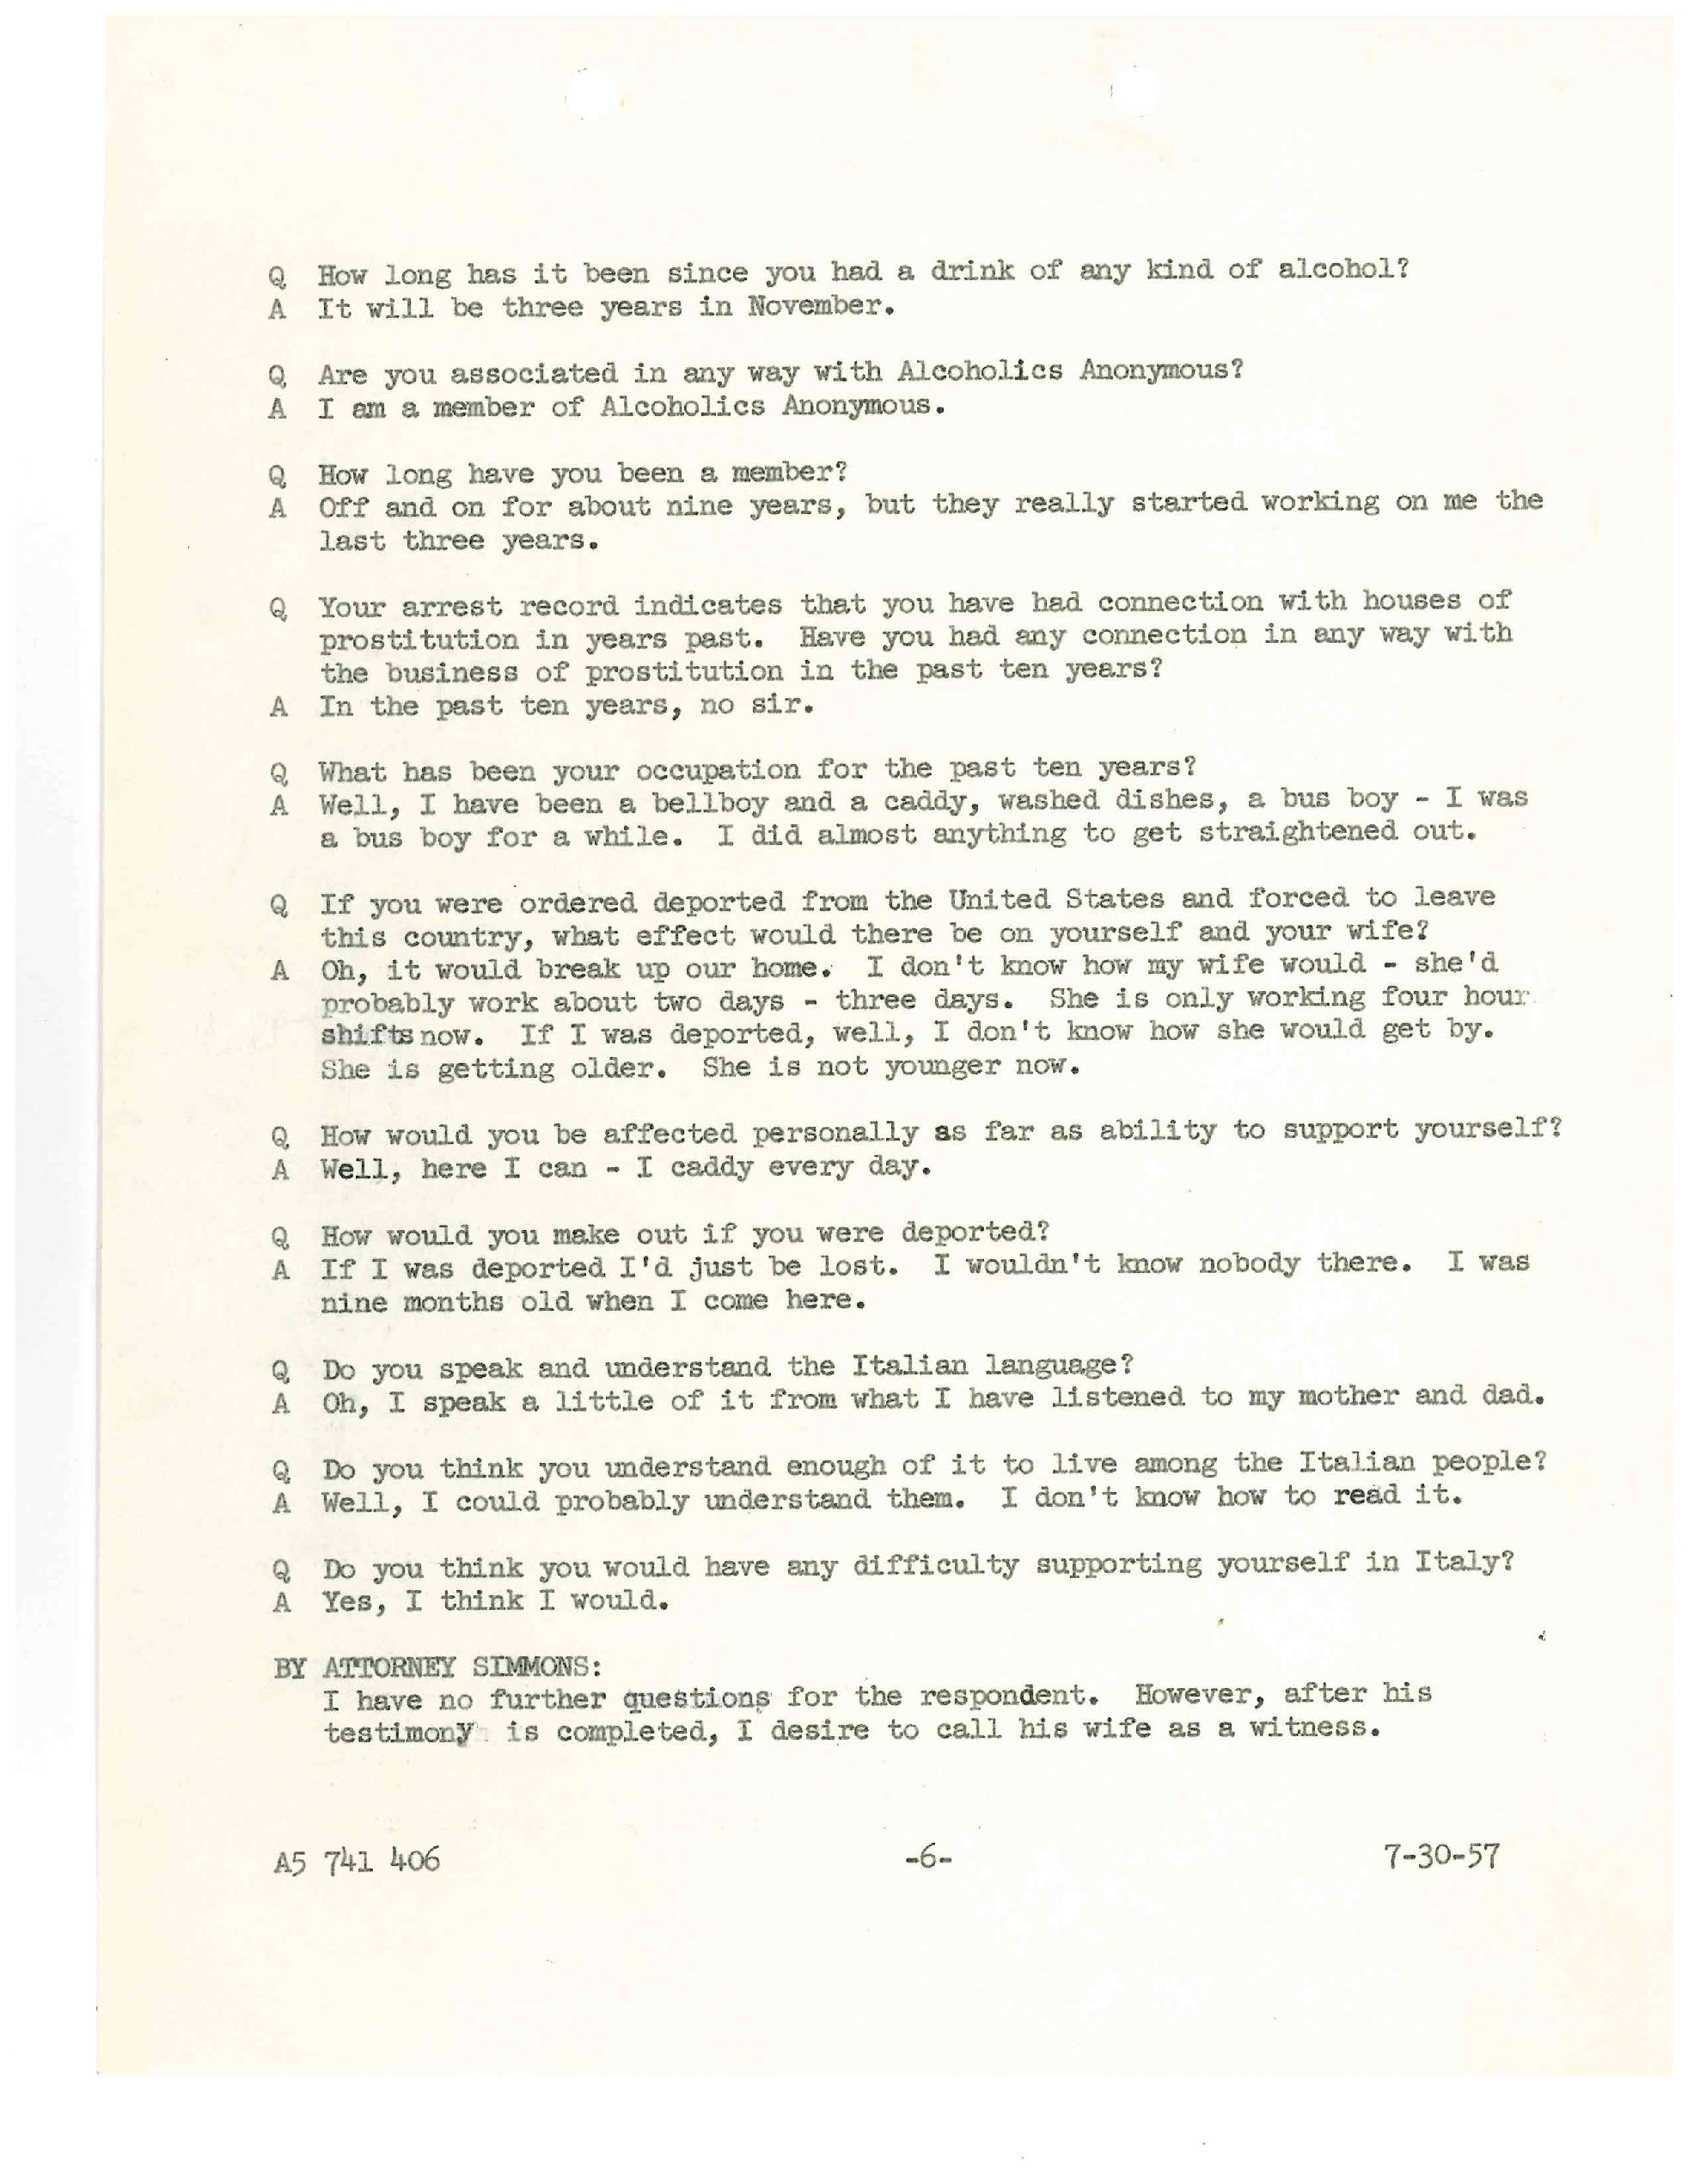 Q How long has it been since you had a drink of any kind of alcohol?
A It will be three years in November.
Q Are you associated in any way with Alcoholics Anonymous?
A I am a member of Alcoholics Anonymous.
Q How long have you been a member?
A Off and on for about nine years, but they really started working on me the
last three years.
Q Your arrest record indicates that you have had connection with houses of
prostitution in years past. Have you had any connection in any way with
the business of prostitution in the past ten years?
A In the past ten years, no sir.
Q What has been your occupation for the past ten years?
A Well, I have been a bellboy and a caddy, washed dishes, a bus boy - I was
a bus boy for a while. I did almost anything to get straightened out.
Q If you were ordered deported from the United States and forced to leave
this country, what effect would there be on yourself and your wife?
A Oh, it would break up our home. I don't know how my wife would - she'd
probably work about two days - three days. She is only working four hour
shifts now. If I was deported, well, I don't know how she would get by.
She is getting older. She is not younger now.
Q How would you be affected personally as far as ability to support yourself?
A Well, here I can - I caddy every day.
Q How would you make out if you were deported?
A If I was deported I'd just be lost. I wouldn't know nobody there. I was
nine months old when I come here.
Q Do you speak and understand the Italian language?
A Oh, I speak a little of it from what I have listened to my mother and dad.
Q Do you think you understand enough of it to live among the Italian people?
A Well, I could probably understand them. I don't know how to read it.
Q Do you think you would have any difficulty supporting yourself in Italy?
A Yes, I think I would.
BY ATTORNEY SIMMONS:
I have no further questions for the respondent. However, after his
testimony is completed, I desire to call his wife as a witness.
A5 741 406 -6- 7-30-57